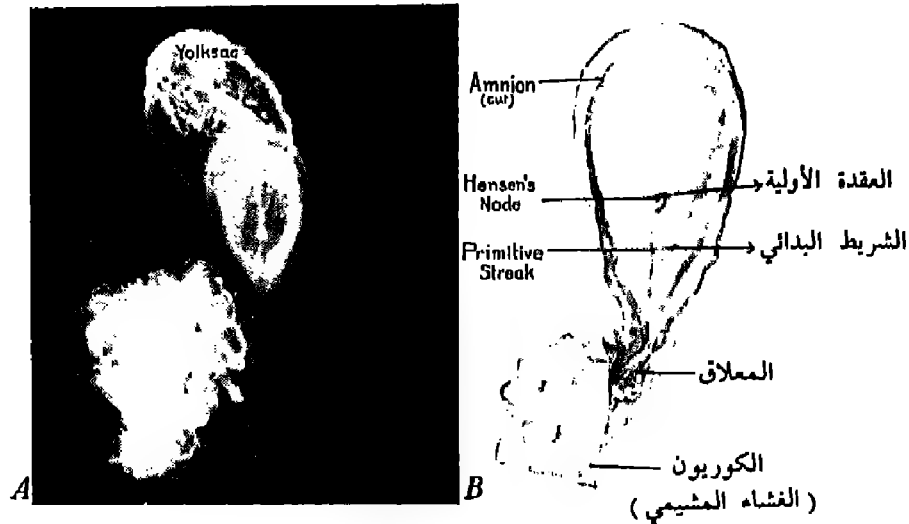 Yolksac
A
Amnion
(cut)
Hensen's
Node
العقدة الأولية
Primitive
Streak
الشريط البدائي
المعلاق
الكوريون
(الغشاء المشيمي)
B